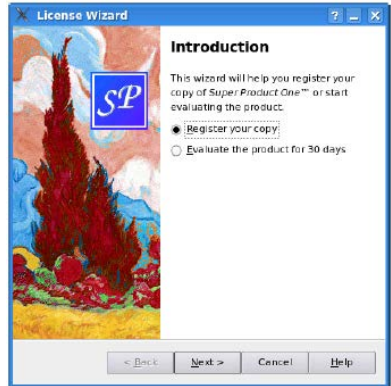 License Wizard
SP
Introduction
This wizard will help you register your
copy of Super Product One™ or start
evaluating the product.
Register your copy
Evaluate the product for 30 days
< Back
Next >
Cancel
Help